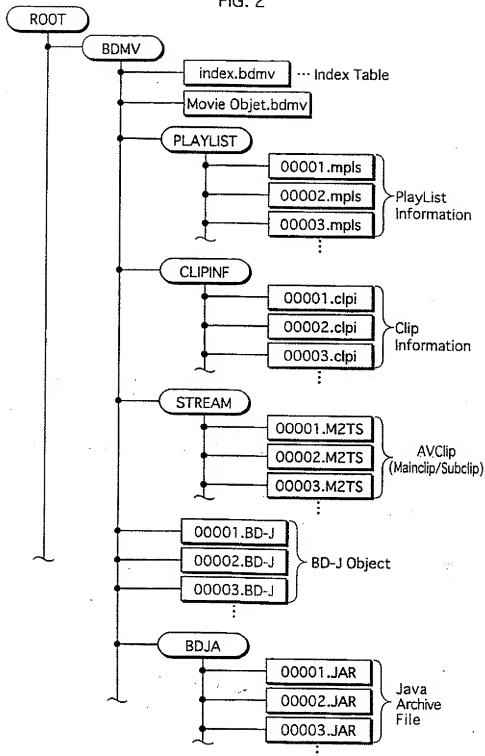 FIG. 2
ROOT
BDMV
index.bdmv ··· Index Table
Movie Objet.bdmv
PLAYLIST
00001.mpls
00002.mpls
00003.mpls
PlayList
Information
CLIPINF
00001.clpi
00002.clpi
00003.clpi
Clip
Information
STREAM
00001.M2TS
00002.M2TS
00003.M2TS
AVClip
(Mainclip/Subclip)
00001.BD-J
00002.BD-J
00003.BD-J
BD-J Object
BDJA
00001.JAR
00002.JAR
00003.JAR
Java
Archive
File